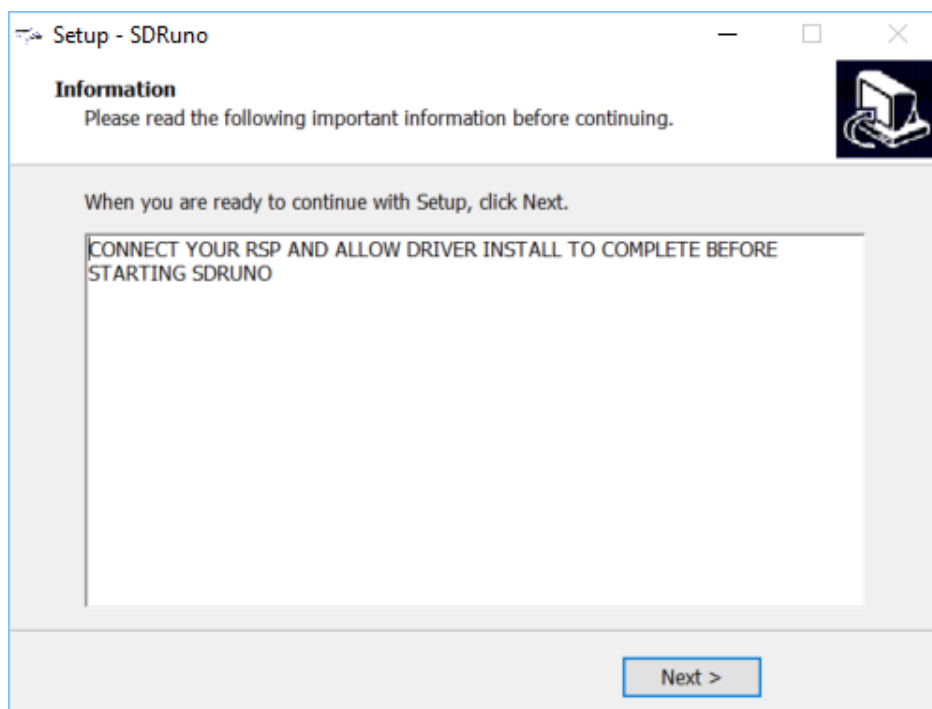 Setup - SDRuno
Information
Please read the following important information before continuing.
When you are ready to continue with Setup, click Next.
CONNECT YOUR RSP AND ALLOW DRIVER INSTALL TO COMPLETE BEFORE
STARTING SDRUNO
Next >